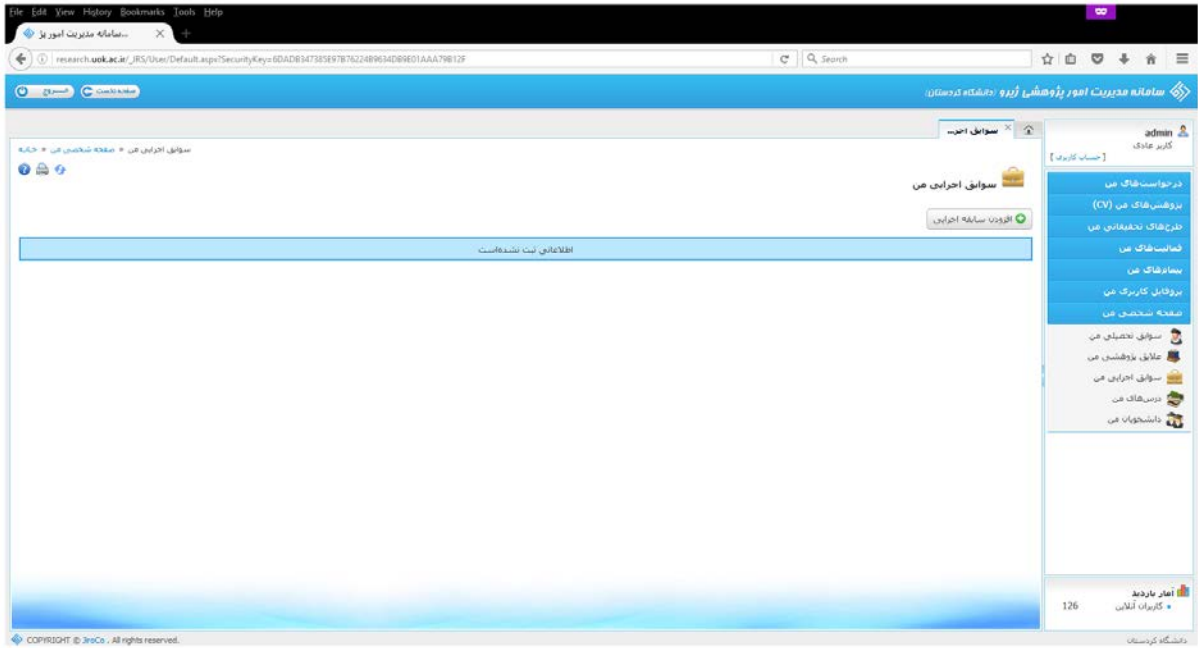 File Edit View History Bookmarks Tools Help
سامانه مدیریت امور پژ...
research.uok.ac.ir/_JRS/User/Default.aspx?SecurityKey=6DADB347385E97B76224B9634DB9E01AAA79B12F
Search
سامانه مدیریت امور پژوهشی ژیرو (دانشگاه کردستان)
صفحه نخست
خـــروج
admin
کاربر عادی
[ حساب کاربری ]
سوابق اجر...
خانه » صفحه شخصی من » سوابق اجرایی من
سوابق اجرایی من
افزودن سابقه اجرایی
اطلاعاتی ثبت نشده‌است
درخواست‌های من
پژوهش‌های من (CV)
طرح‌های تحقیقاتی من
فعالیت‌های من
پیمادهای من
پروفایل کاربری من
صفحه شخصی من
سوابق تحصیلی من
علایق پژوهشی من
سوابق اجرایی من
درس‌های من
دانشجویان من
آمار بازدید
کاربران آنلاین 126
COPYRIGHT © JiroCo . All rights reserved.
دانشگاه کردستان